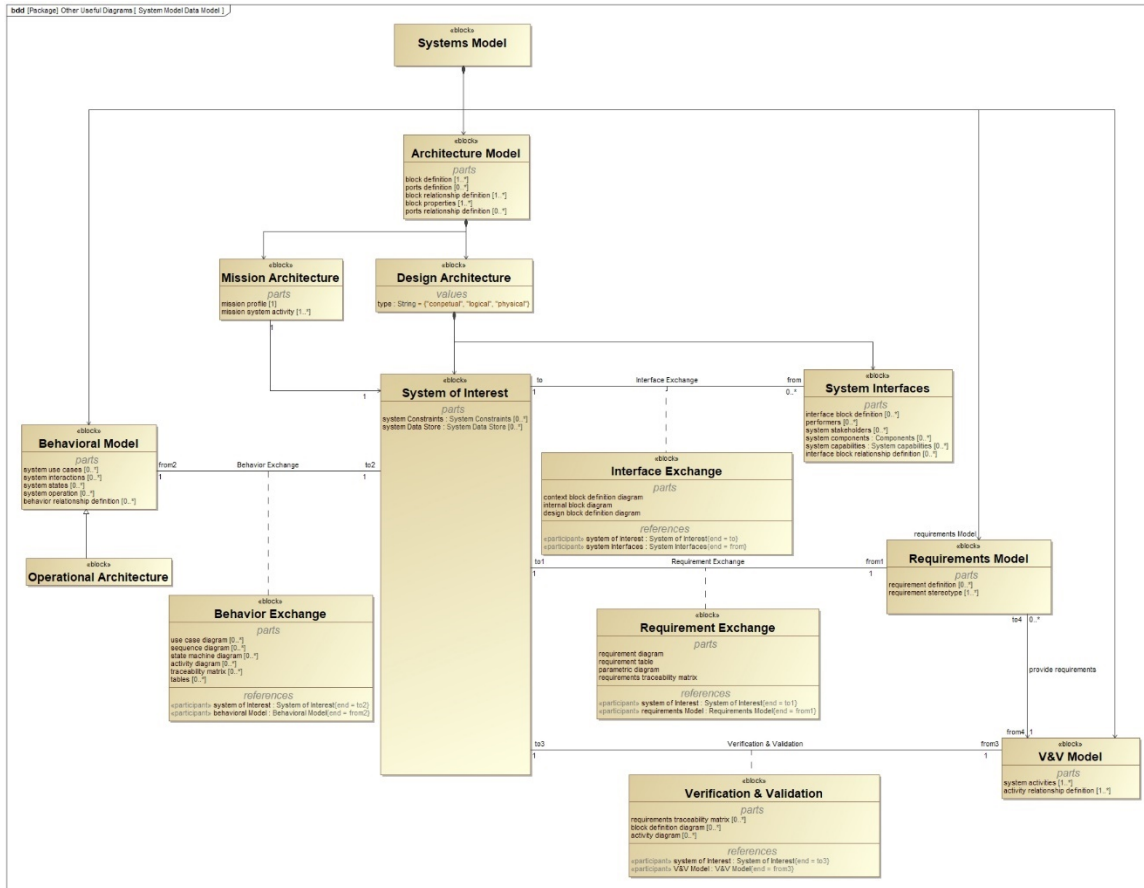 bdd [Package] Other Useful Diagrams [ System Model Data Model ]
«block»
Systems Model
«block»
Architecture Model
parts
block definition [1..*]
ports definition [0..*]
block relationship definition [1..*]
block properties [1..*]
ports relationship definition [0..*]
«block»
Mission Architecture
parts
mission profile [1]
mission system activity [1..*]
1
1
«block»
Design Architecture
values
type : String = {"conpetual", "logical", "physical"}
«block»
System of Interest
parts
system Constraints : System Constraints [0..*]
system Data Store : System Data Store [0..*]
to
1
Interface Exchange
from
0..*
«block»
System Interfaces
parts
interface block definition [0..*]
performers [0..*]
system stakeholders [0..*]
system components : Components [0..*]
system capabilities : System capabilties [0..*]
interface block relationship definition [0..*]
«block»
Behavioral Model
parts
system use cases [0..*]
system interactions [0..*]
system states [0..*]
system operation [0..*]
behavior relationship definition [0..*]
from2
1
Behavior Exchange
to2
1
«block»
Interface Exchange
parts
context block definition diagram
internal block diagram
design block definition diagram
references
«participant» system of Interest : System of Interest{end = to}
«participant» system Interfaces : System Interfaces{end = from}
«block»
Operational Architecture
requirements Model
to1
1
Requirement Exchange
from1
1
«block»
Requirements Model
parts
requirement definition [0..*]
requirement stereotype [1..*]
«block»
Behavior Exchange
parts
use case diagram [0..*]
sequence diagram [0..*]
state machine diagram [0..*]
activity diagram [0..*]
traceability matrix [0..*]
tables [0..*]
references
«participant» system of Interest : System of Interest{end = to2}
«participant» behavioral Model : Behavioral Model{end = from2}
«block»
Requirement Exchange
parts
requirement diagram
requirement table
parametric diagram
requirements traceability matrix
references
«participant» system of Interest : System of Interest{end = to1}
«participant» requirements Model : Requirements Model{end = from1}
to4
0..*
provide requirements
from4
1
to3
1
Verification & Validation
from3
1
«block»
V&V Model
parts
system activities [1..*]
activity relationship definition [1..*]
«block»
Verification & Validation
parts
requirements traceability matrix [0..*]
block definition diagram [0..*]
activity diagram [0..*]
references
«participant» system of Interest : System of Interest{end = to3}
«participant» V&V Model : V&V Model{end = from3}